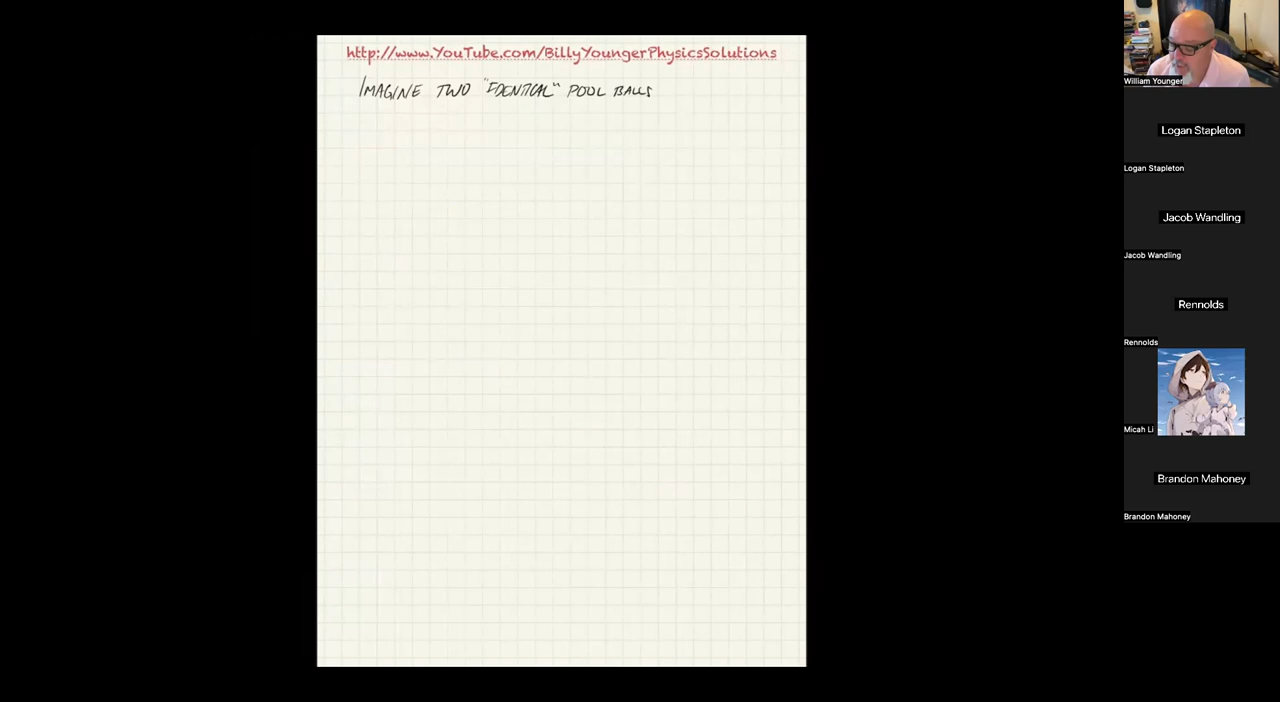 http://www.YouTube.com/BillyYoungerPhysicsSolutions
IMAGINE TWO "IDENTICAL" POOL BALLS
William Younger
Logan Stapleton
Logan Stapleton
Jacob Wandling
Jacob Wandling
Rennolds
Rennolds
Micah Li
Brandon Mahoney
Brandon Mahoney